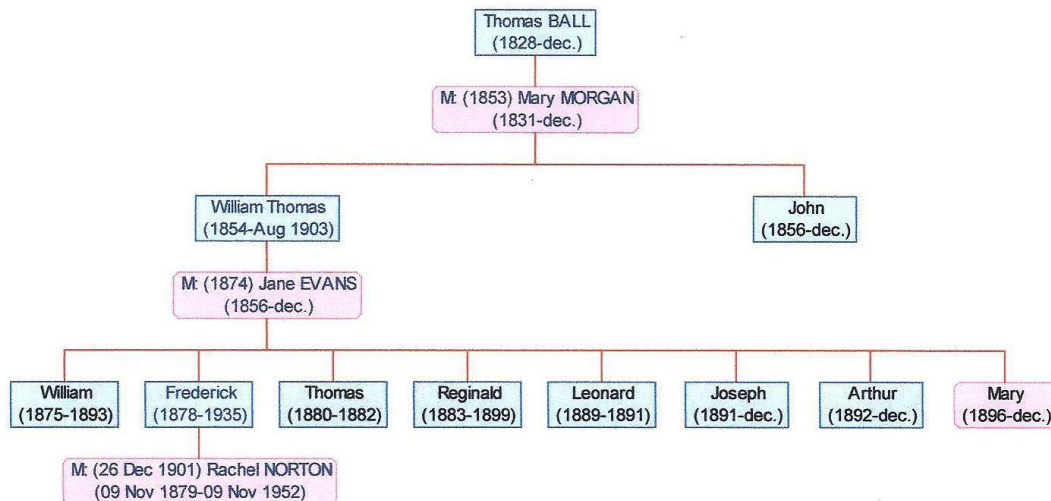 Thomas BALL
(1828-dec.)
M: (1853) Mary MORGAN
(1831-dec.)
William Thomas
(1854-Aug 1903)
John
(1856-dec.)
M: (1874) Jane EVANS
(1856-dec.)
William
(1875-1893)
Frederick
(1878-1935)
Thomas
(1880-1882)
Reginald
(1883-1899)
Leonard
(1889-1891)
Joseph
(1891-dec.)
Arthur
(1892-dec.)
Mary
(1896-dec.)
M: (26 Dec 1901) Rachel NORTON
(09 Nov 1879-09 Nov 1952)